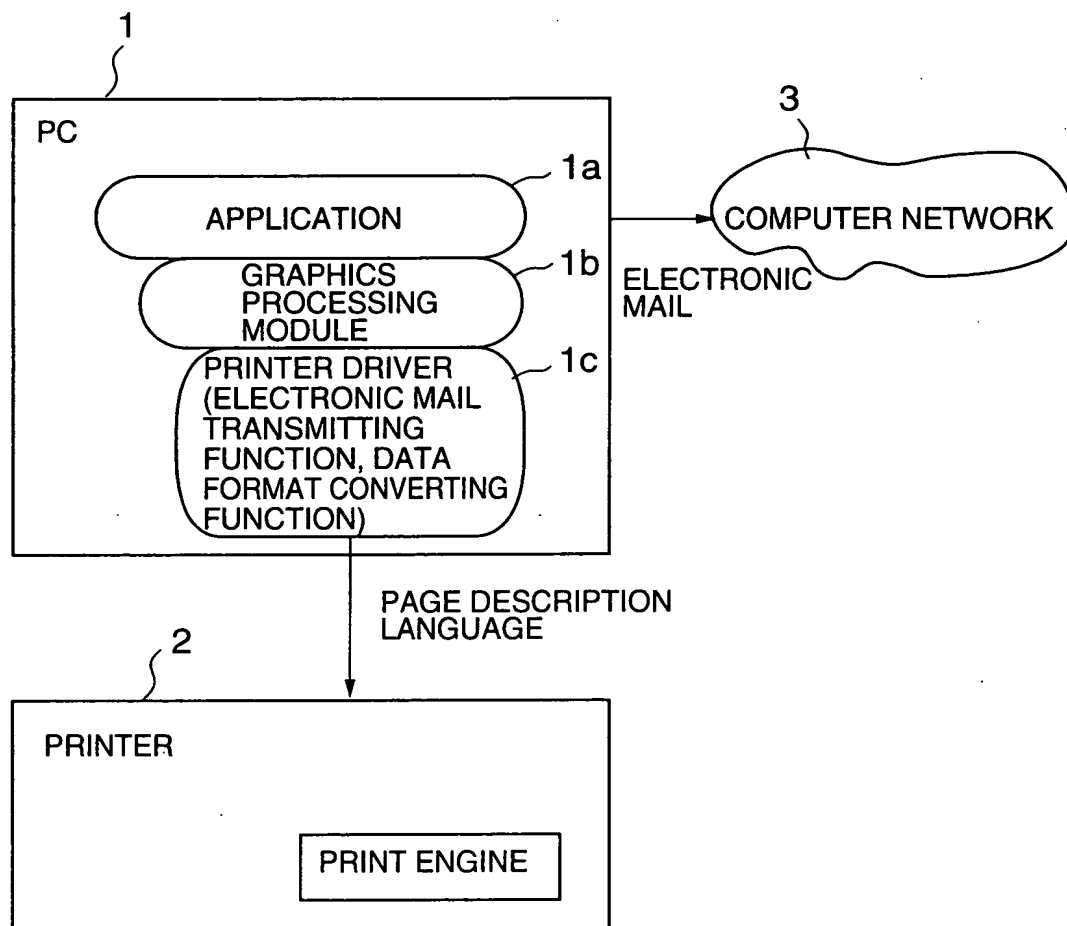 1
PC
1a
APPLICATION
1b
GRAPHICS
PROCESSING
MODULE
1c
PRINTER DRIVER
(ELECTRONIC MAIL
TRANSMITTING
FUNCTION, DATA
FORMAT CONVERTING
FUNCTION)
3
COMPUTER NETWORK
ELECTRONIC
MAIL
PAGE DESCRIPTION
LANGUAGE
2
PRINTER
PRINT ENGINE